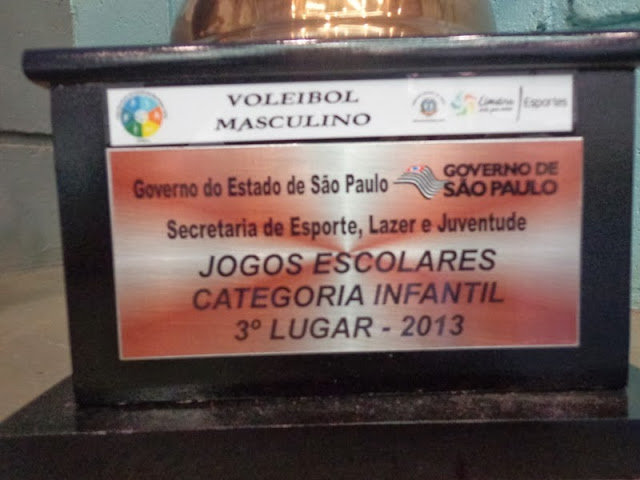 VOLEIBOL
MASCULINO
Limeira
Esportes
Governo do Estado de São Paulo
GOVERNO DE
SÃO PAULO
Secretaria de Esporte, Lazer e Juventude
JOGOS ESCOLARES
CATEGORIA INFANTIL
3º LUGAR - 2013